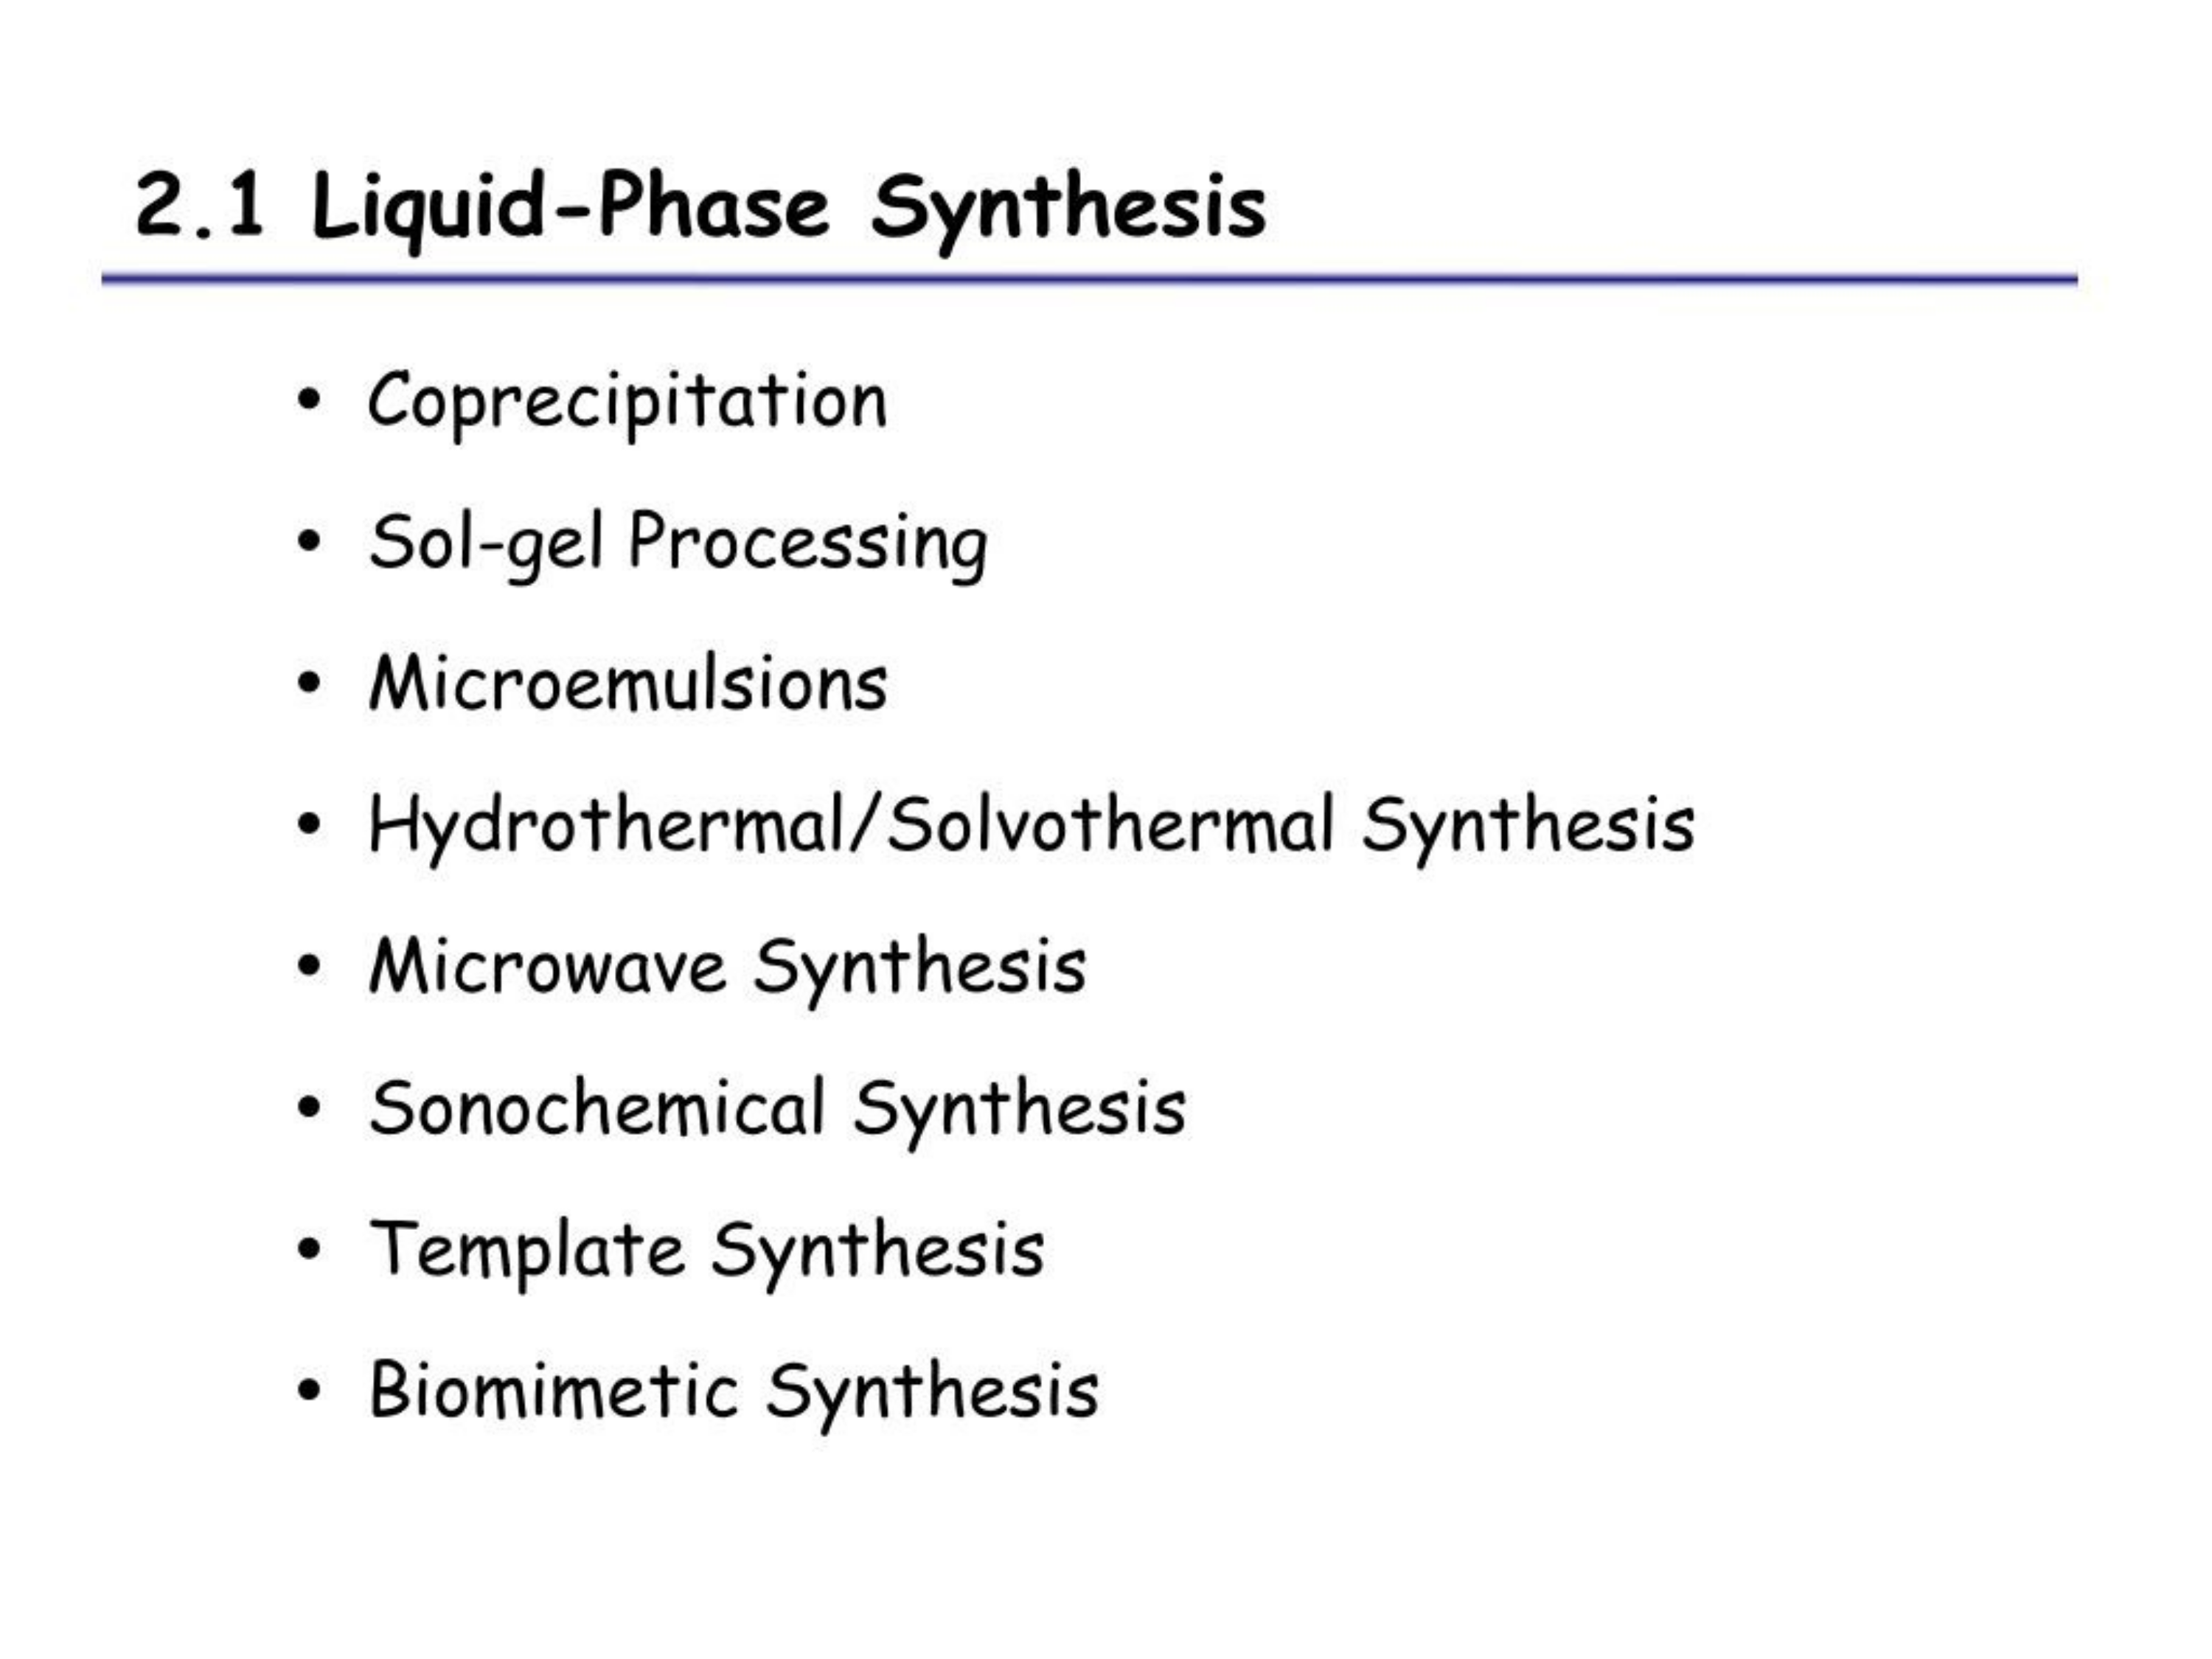 2.1 Liquid-Phase Synthesis
• Coprecipitation
• Sol-gel Processing
• Microemulsions
• Hydrothermal/Solvothermal Synthesis
• Microwave Synthesis
• Sonochemical Synthesis
• Template Synthesis
• Biomimetic Synthesis